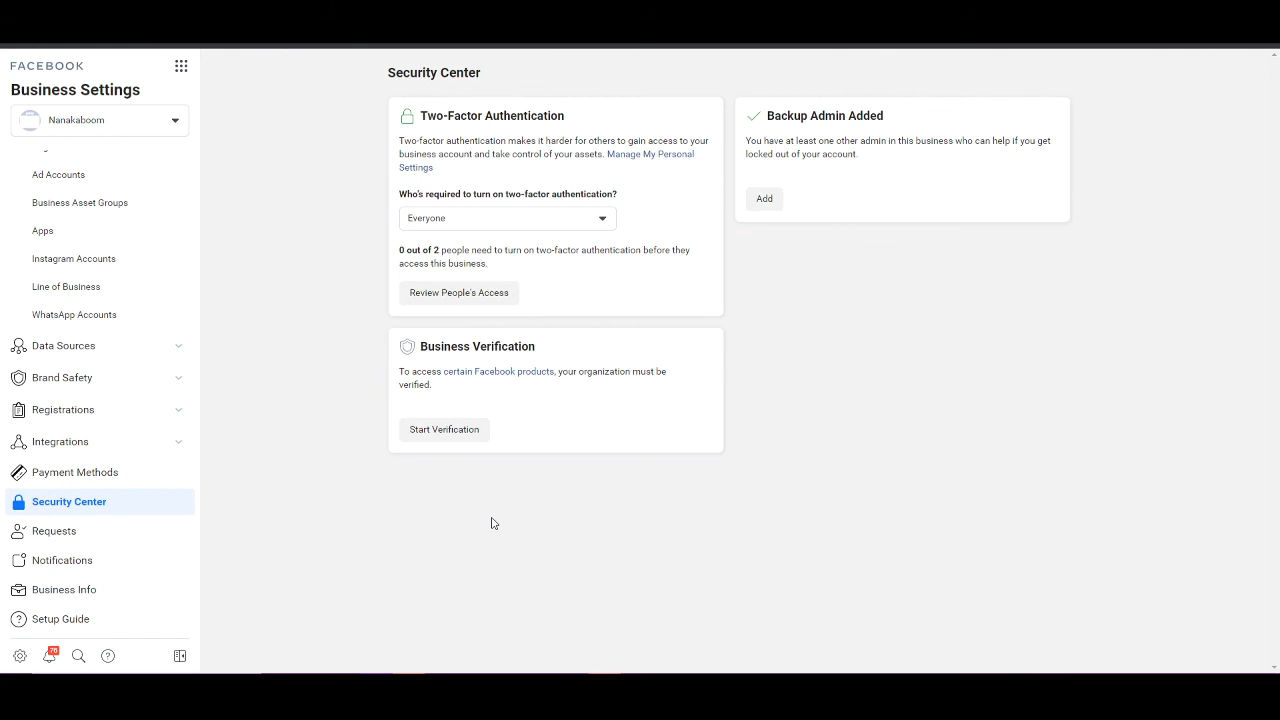 FACEBOOK
Business Settings
Nanakaboom
Ad Accounts
Business Asset Groups
Apps
Instagram Accounts
Line of Business
WhatsApp Accounts
Data Sources
Brand Safety
Registrations
Integrations
Payment Methods
Security Center
Requests
Notifications
Business Info
Setup Guide
76
Security Center
Two-Factor Authentication
Two-factor authentication makes it harder for others to gain access to your
business account and take control of your assets. Manage My Personal
Settings
Who's required to turn on two-factor authentication?
Everyone
0 out of 2 people need to turn on two-factor authentication before they
access this business.
Review People's Access
Business Verification
To access certain Facebook products, your organization must be
verified.
Start Verification
Backup Admin Added
You have at least one other admin in this business who can help if you get
locked out of your account.
Add